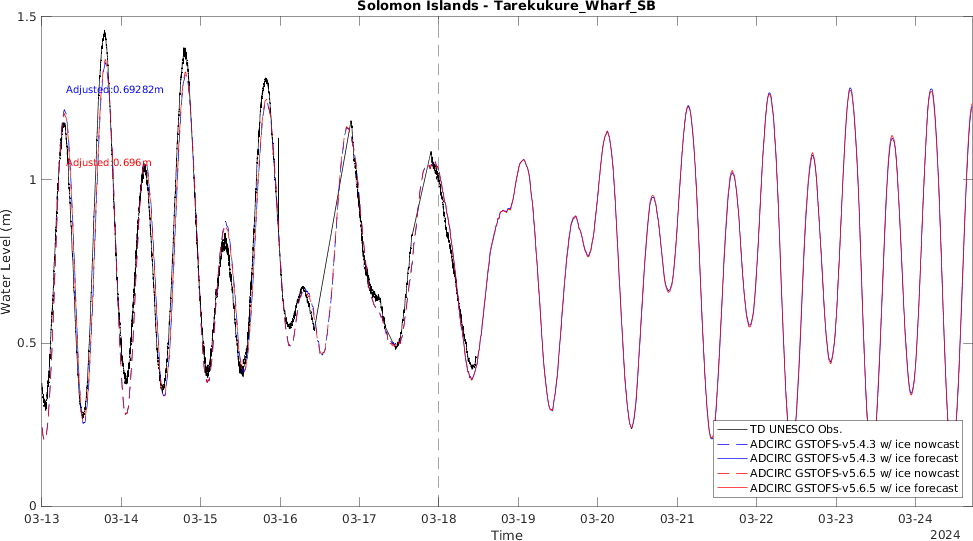 Solomon Islands - Tarekukure_Wharf_SB
1.5
Adjusted:0.69282m
Adjusted:0.696m
1
Water Level (m)
0.5
TD UNESCO Obs.
ADCIRC GSTOFS-v5.4.3 w/ ice nowcast
ADCIRC GSTOFS-v5.4.3 w/ ice forecast
ADCIRC GSTOFS-v5.6.5 w/ ice nowcast
ADCIRC GSTOFS-v5.6.5 w/ ice forecast
0
03-13 03-14 03-15 03-16 03-17 03-18 03-19 03-20 03-21 03-22 03-23 03-24
Time
2024